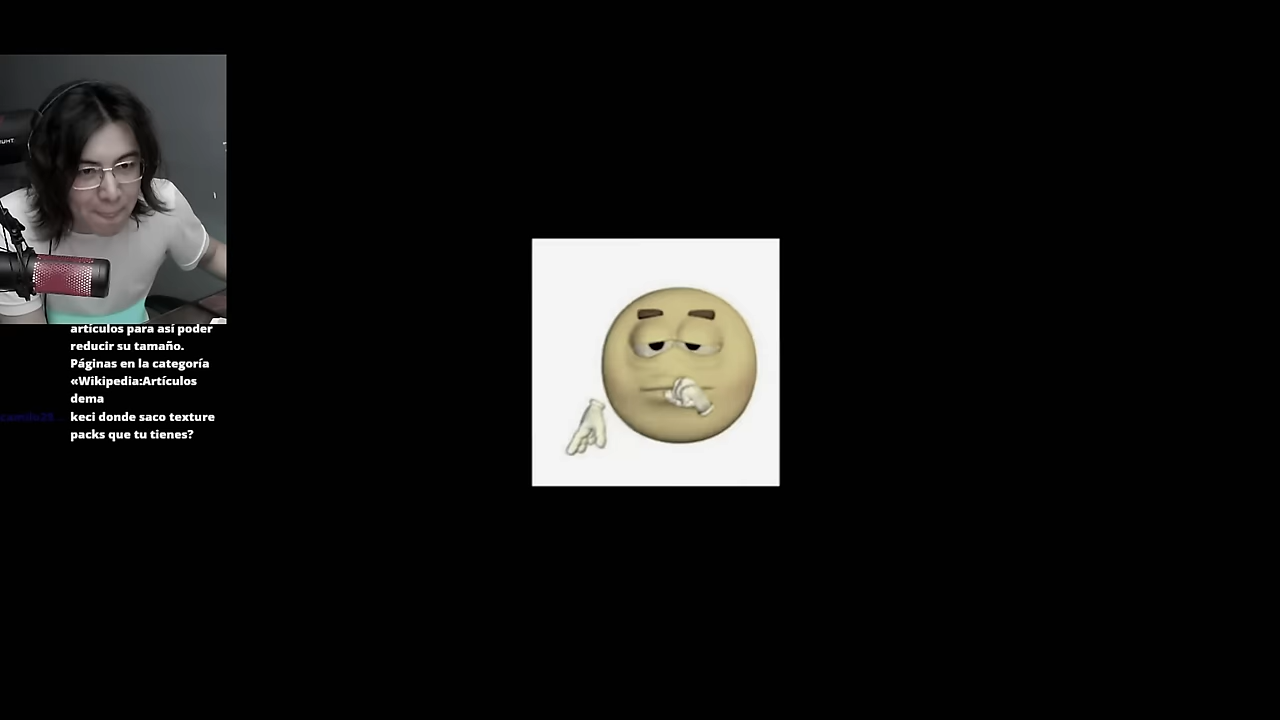 artículos para así poder
reducir su tamaño.
Páginas en la categoría
«Wikipedia:Artículos
dema
keci donde saco texture
packs que tu tienes?